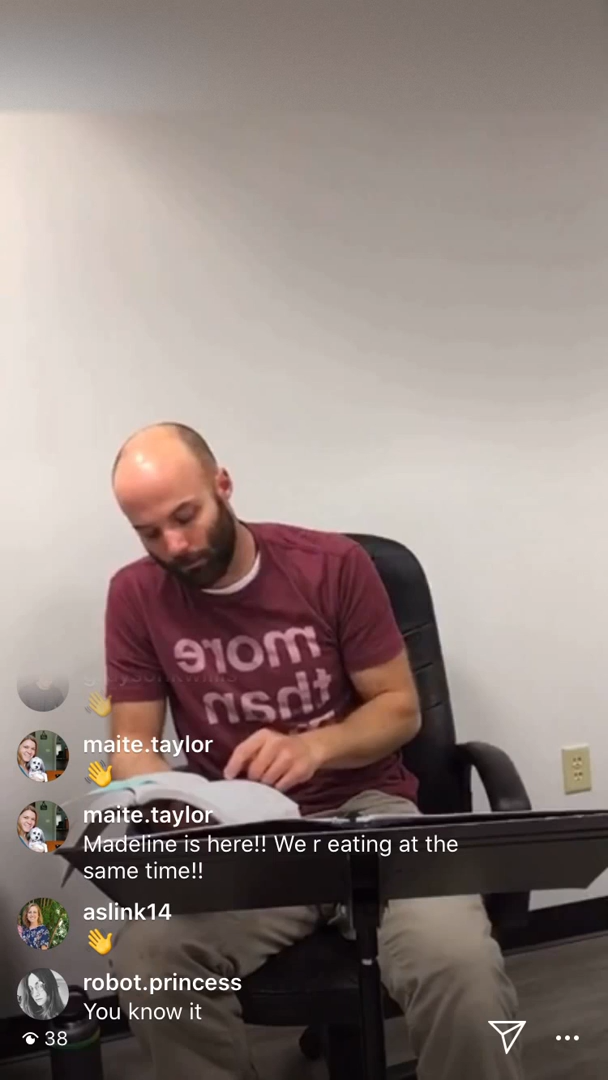 more
than
maite.taylor
👋
maite.taylor
Madeline is here!! We r eating at the
same time!!
aslink14
👋
robot.princess
You know it
38